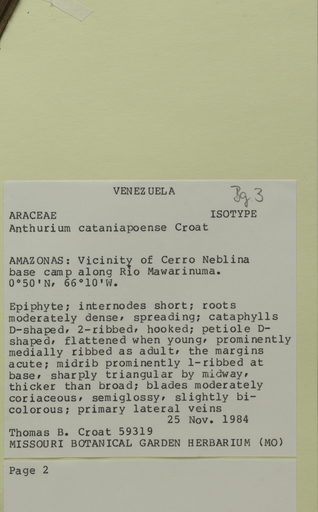 VENEZUELA
Bg 3
ARACEAE ISOTYPE
Anthurium cataniapoense Croat
AMAZONAS: Vicinity of Cerro Neblina
base camp along Río Mawarinuma.
0°50'N, 66°10'W.
Epiphyte; internodes short; roots
moderately dense, spreading; cataphylls
D-shaped, 2-ribbed, hooked; petiole D-
shaped, flattened when young, prominently
medially ribbed as adult, the margins
acute; midrib prominently 1-ribbed at
base, sharply triangular by midway,
thicker than broad; blades moderately
coriaceous, semiglossy, slightly bi-
colorous; primary lateral veins
25 Nov. 1984
Thomas B. Croat 59319
MISSOURI BOTANICAL GARDEN HERBARIUM (MO)
Page 2